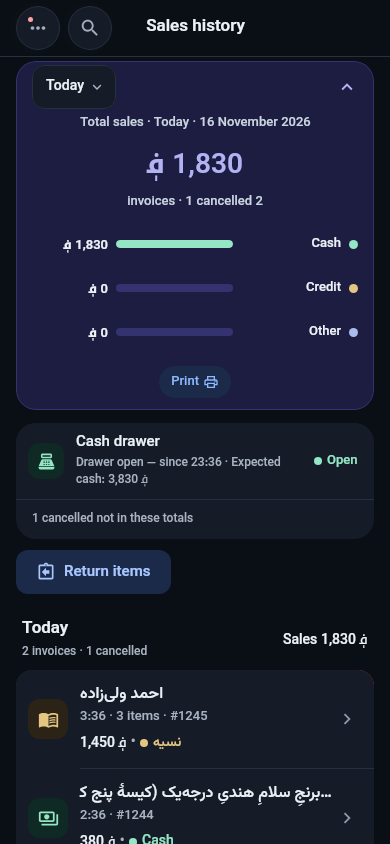 Sales history
Today
Total sales · Today · 16 November 2026
؋ 1,830
invoices · 1 cancelled 2
؋ 1,830 Cash
؋ 0 Credit
؋ 0 Other
Print
Cash drawer
Drawer open — since 23:36 · Expected
cash: 3,830 ؋
Open
1 cancelled not in these totals
Return items
Today
2 invoices · 1 cancelled
Sales 1,830 ؋
احمد ولی‌زاده
3:36 · 3 items · #1245
1,450 ؋ • نسیه
برنجِ سلامِ هندیِ درجه‌یک (کیسهٔ پنج ک...
2:36 · #1244
380 ؋ • Cash